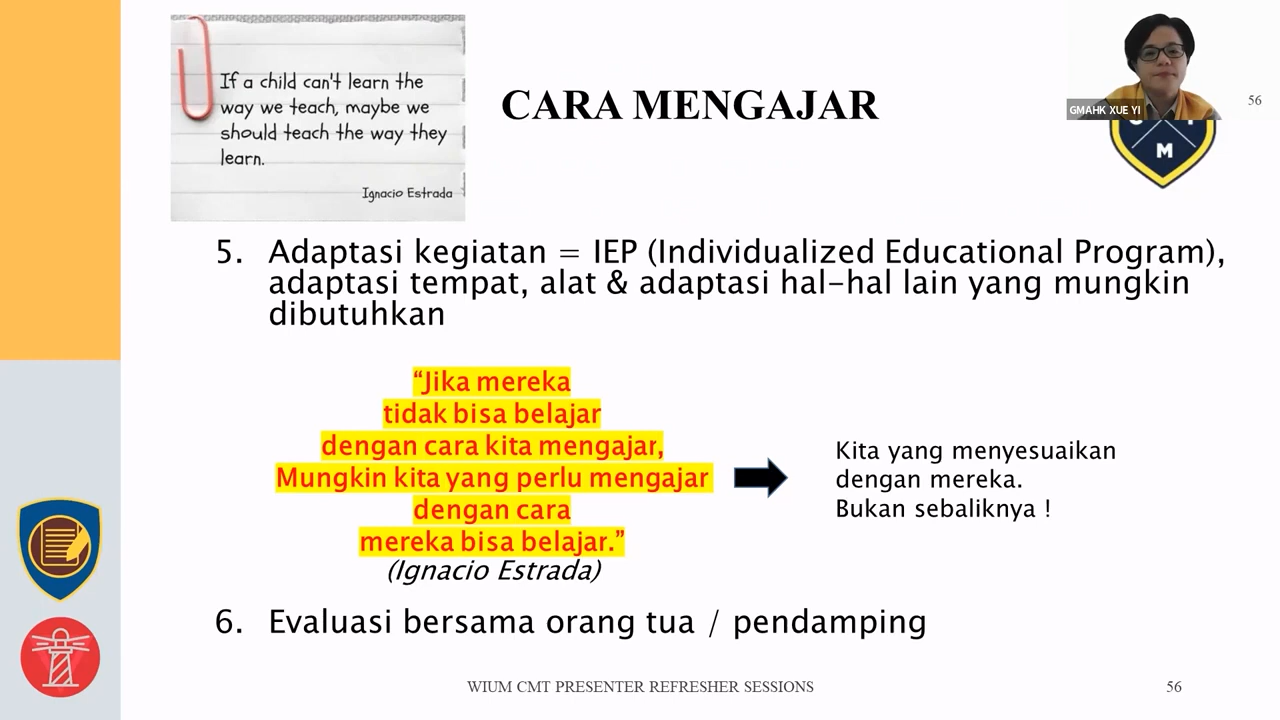 If a child can't learn the
way we teach, maybe we
should teach the way they
learn.
Ignacio Estrada
CARA MENGAJAR
GMAHK XUE YI
56
M
5. Adaptasi kegiatan = IEP (Individualized Educational Program),
adaptasi tempat, alat & adaptasi hal-hal lain yang mungkin
dibutuhkan
“Jika mereka
tidak bisa belajar
dengan cara kita mengajar,
Mungkin kita yang perlu mengajar
dengan cara
mereka bisa belajar.”
(Ignacio Estrada)
Kita yang menyesuaikan
dengan mereka.
Bukan sebaliknya !
6. Evaluasi bersama orang tua / pendamping
WIUM CMT PRESENTER REFRESHER SESSIONS
56